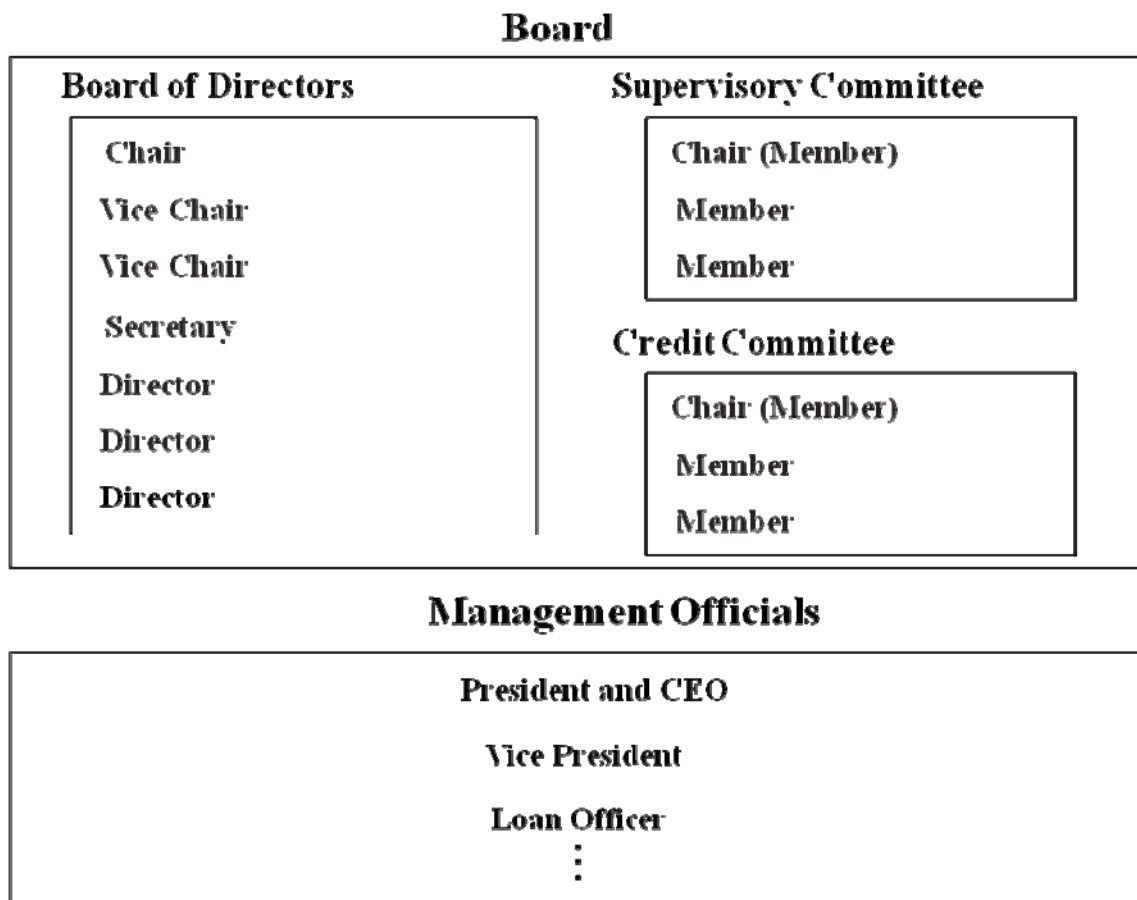 Board
Board of Directors
Chair
Vice Chair
Vice Chair
Secretary
Director
Director
Director
Supervisory Committee
Chair (Member)
Member
Member
Credit Committee
Chair (Member)
Member
Member
Management Officials
President and CEO
Vice President
Loan Officer
⋮